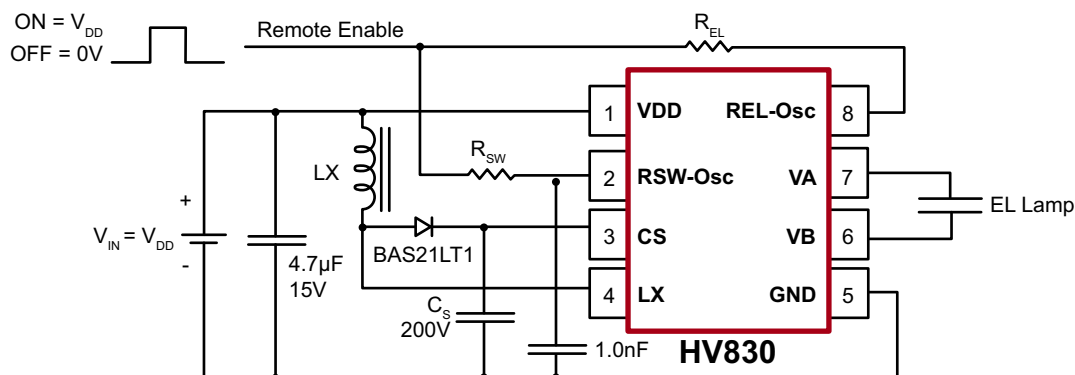 ON = VDD
OFF = 0V
Remote Enable
REL
1 VDD
REL-Osc 8
RSW
LX
2 RSW-Osc
VA 7
EL Lamp
+
VIN = VDD
-
4.7µF
15V
BAS21LT1
3 CS
VB 6
4 LX
GND 5
CS
200V
1.0nF
HV830